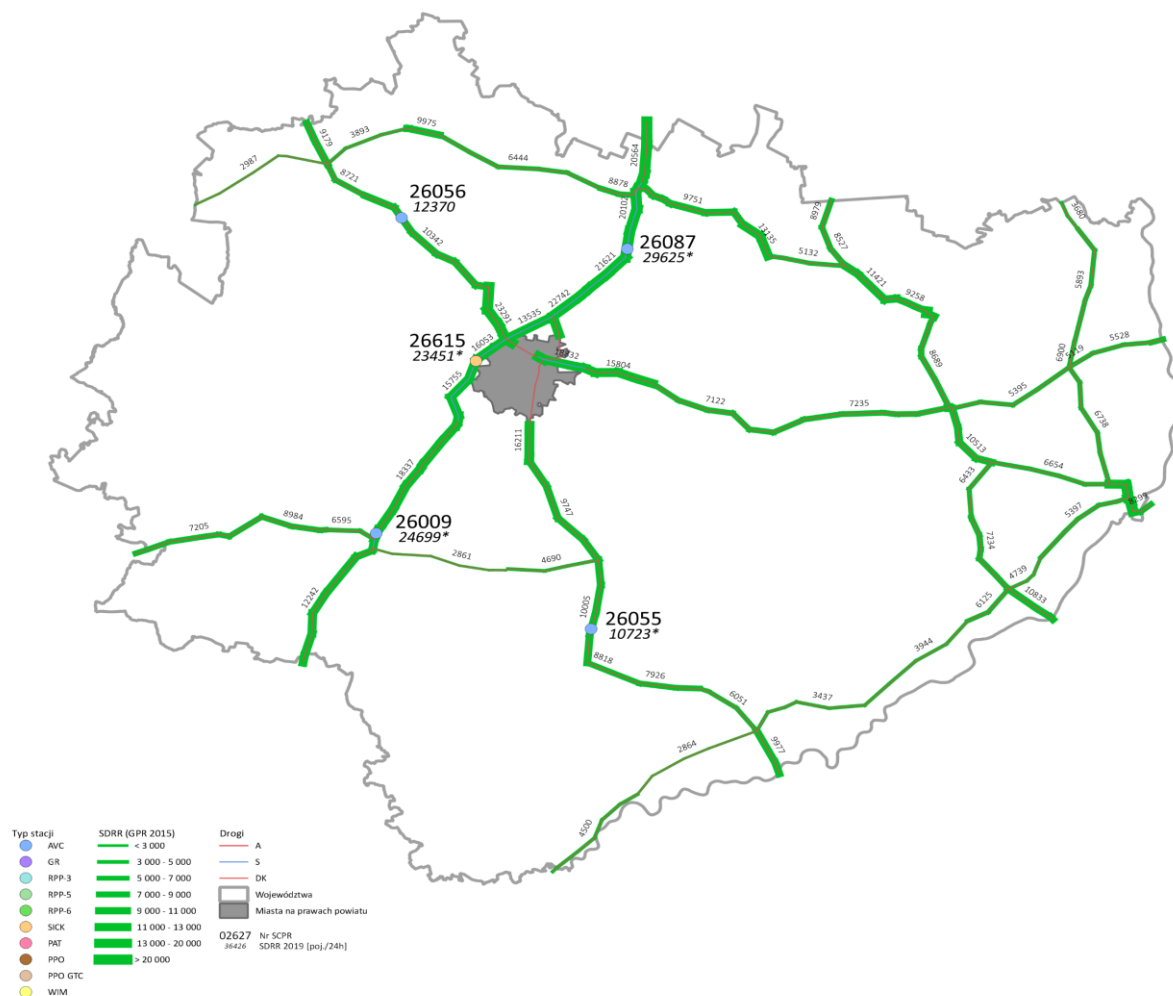 9975
3893
9179
2987
8721
6444
8878
20564
20102
9751
13135
5132
8979
8527
11421
9258
3680
5893
26056
12370
10342
26087
29625*
21621
22742
13535
23291
16053
26615
23451*
15755
15804
7122
7235
8689
6900
5119
5528
5395
6738
10513
6433
6654
8299
5397
7234
4739
6125
10833
16211
18337
9747
26009
24699*
7205
8984
6595
2861
4690
12242
10005
26055
10723*
8818
7926
6051
3437
3944
9977
2864
4500
Typ stacji
AVC
GR
RPP-3
RPP-5
RPP-6
SICK
PAT
PPO
PPO GTC
WIM
SDRR (GPR 2015)
< 3 000
3 000 - 5 000
5 000 - 7 000
7 000 - 9 000
9 000 - 11 000
11 000 - 13 000
13 000 - 20 000
> 20 000
Drogi
A
S
DK
Województwa
Miasta na prawach powiatu
02627 Nr SCPR
36426 SDRR 2019 [poj./24h]